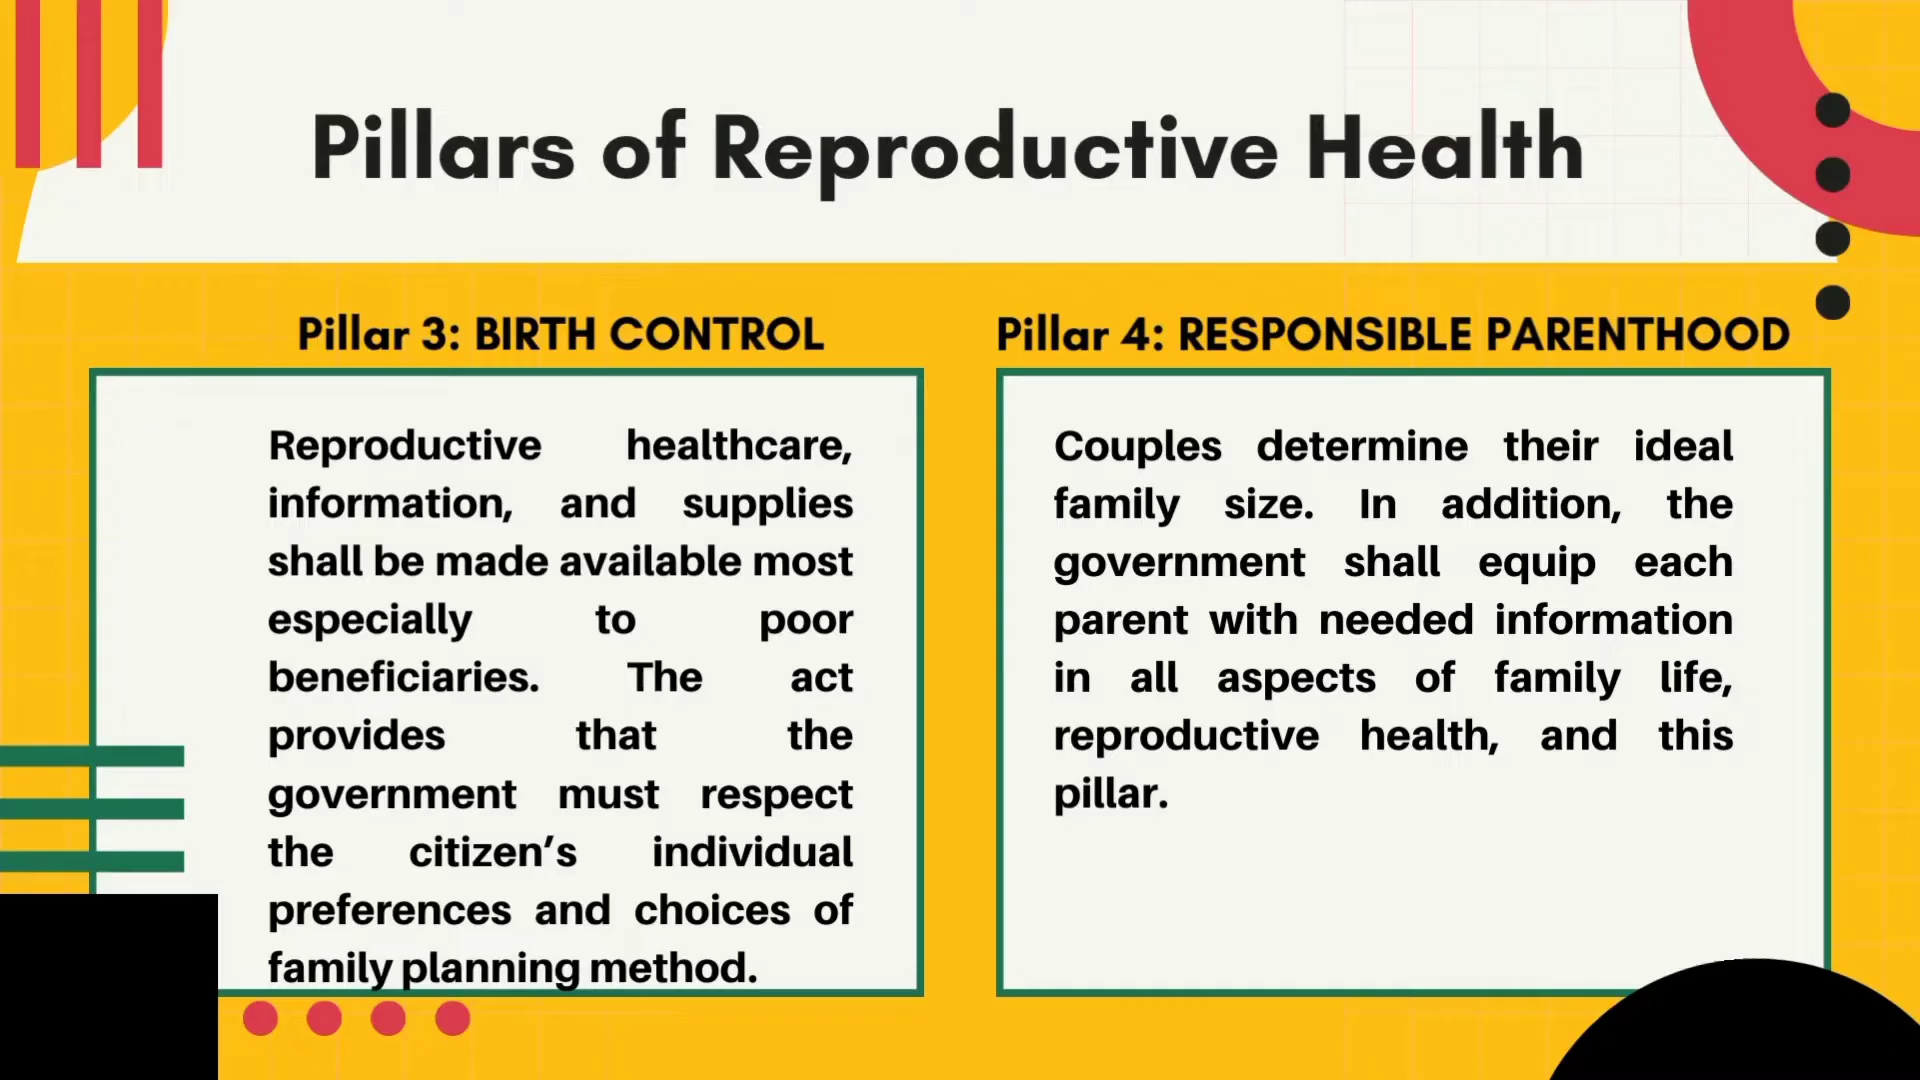 Pillars of Reproductive Health
Pillar 3: BIRTH CONTROL
Reproductive healthcare,
information, and supplies
shall be made available most
especially to poor
beneficiaries. The act
provides that the
government must respect
the citizen’s individual
preferences and choices of
family planning method.
Pillar 4: RESPONSIBLE PARENTHOOD
Couples determine their ideal
family size. In addition, the
government shall equip each
parent with needed information
in all aspects of family life,
reproductive health, and this
pillar.